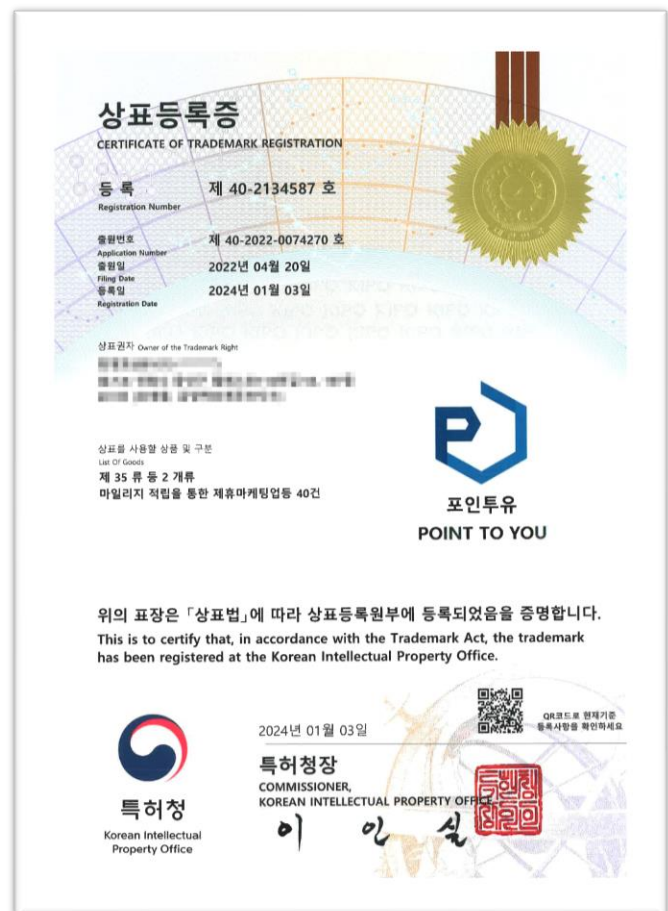 상표등록증
CERTIFICATE OF TRADEMARK REGISTRATION
등 록 제 40-2134587 호
Registration Number
출원번호 제 40-2022-0074270 호
Application Number
출원일 2022년 04월 20일
Filing Date
등록일 2024년 01월 03일
Registration Date
상표권자 Owner of the Trademark Right
상표를 사용할 상품 및 구분
List Of Goods
제 35 류 등 2 개류
마일리지 적립을 통한 제휴마케팅업등 40건
포인투유
POINT TO YOU
위의 표장은 「상표법」에 따라 상표등록원부에 등록되었음을 증명합니다.
This is to certify that, in accordance with the Trademark Act, the trademark
has been registered at the Korean Intellectual Property Office.
QR코드로 현재기준
등록사항을 확인하세요
2024년 01월 03일
특허청장
COMMISSIONER,
KOREAN INTELLECTUAL PROPERTY OFFICE
이 인 실
특허청
Korean Intellectual
Property Office